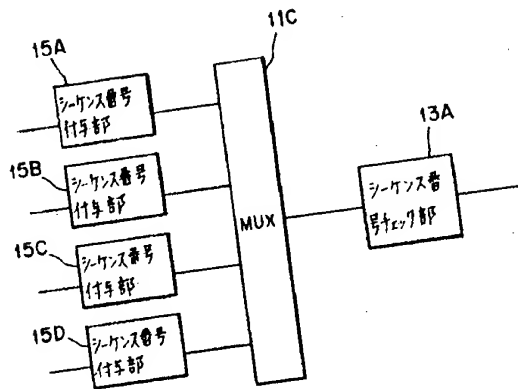 15A
シーケンス番号
付与部
15B
シーケンス番号
付与部
15C
シーケンス番号
付与部
15D
シーケンス番号
付与部
11C
MUX
13A
シーケンス番
号チェック部